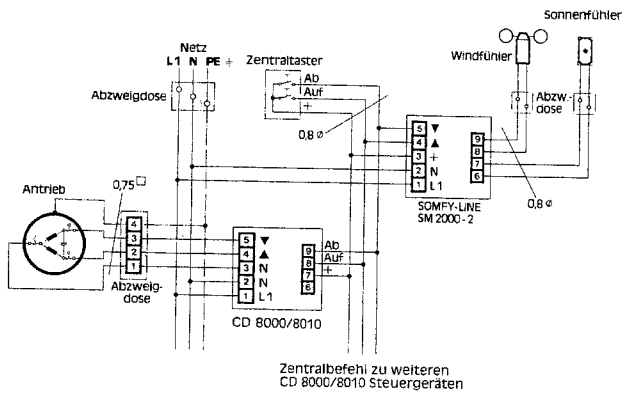 Sonnenfühler
Netz
L1 N PE ⏚
Zentraltaster
Windfühler
Ab
Auf
+
Abzweigdose
Abzw.-
dose
0,8 ø
5 ▼ 9
4 ▲ 8
3 + 7
2 N 6
1 L1
Antrieb
0,75 □
SOMFY-LINE
SM 2000-2
0,8 ø
4
3
2
1
5 ▼ 9 Ab
4 ▲ 8 Auf
3 N 7 +
2 N 6
1 L1
Abzweig-
dose
CD 8000/8010
Zentralbefehl zu weiteren
CD 8000/8010 Steuergeräten